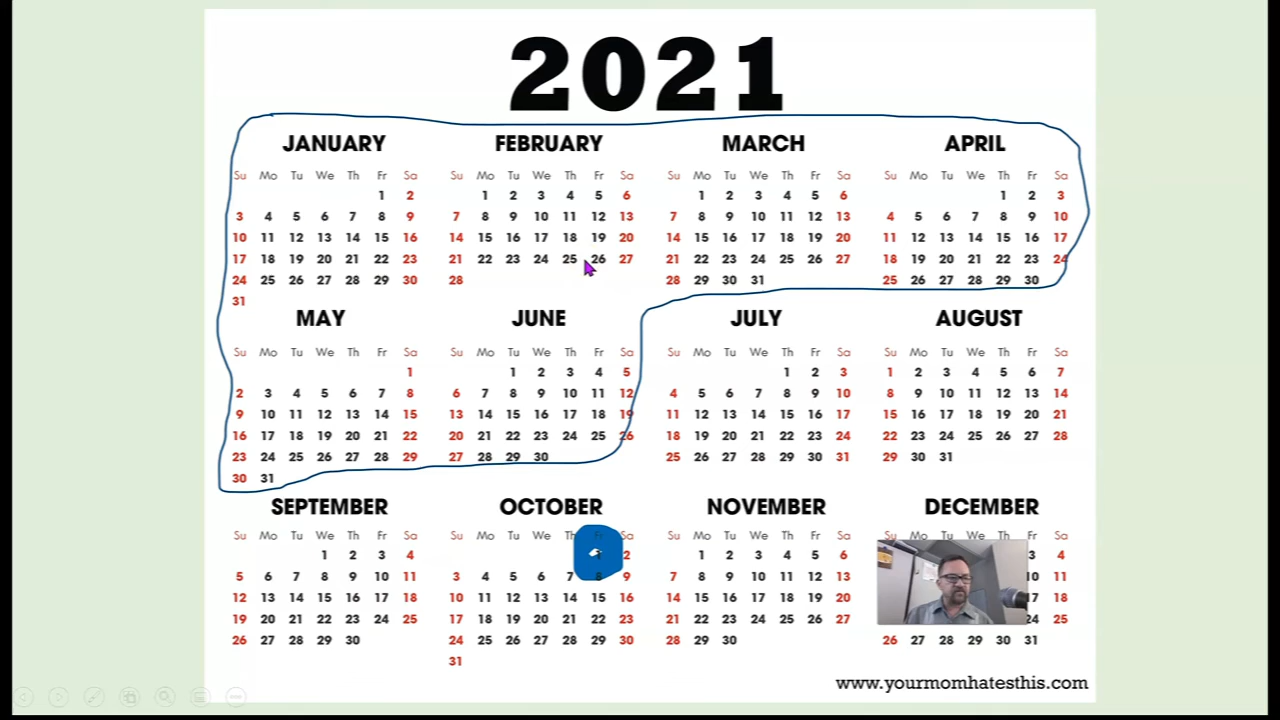 2021
JANUARY
Su Mo Tu We Th Fr Sa
1 2
3 4 5 6 7 8 9
10 11 12 13 14 15 16
17 18 19 20 21 22 23
24 25 26 27 28 29 30
31
FEBRUARY
Su Mo Tu We Th Fr Sa
1 2 3 4 5 6
7 8 9 10 11 12 13
14 15 16 17 18 19 20
21 22 23 24 25 26 27
28
MARCH
Su Mo Tu We Th Fr Sa
1 2 3 4 5 6
7 8 9 10 11 12 13
14 15 16 17 18 19 20
21 22 23 24 25 26 27
28 29 30 31
APRIL
Su Mo Tu We Th Fr Sa
1 2 3
4 5 6 7 8 9 10
11 12 13 14 15 16 17
18 19 20 21 22 23 24
25 26 27 28 29 30
MAY
Su Mo Tu We Th Fr Sa
1
2 3 4 5 6 7 8
9 10 11 12 13 14 15
16 17 18 19 20 21 22
23 24 25 26 27 28 29
30 31
JUNE
Su Mo Tu We Th Fr Sa
1 2 3 4 5
6 7 8 9 10 11 12
13 14 15 16 17 18 19
20 21 22 23 24 25 26
27 28 29 30
JULY
Su Mo Tu We Th Fr Sa
1 2 3
4 5 6 7 8 9 10
11 12 13 14 15 16 17
18 19 20 21 22 23 24
25 26 27 28 29 30 31
AUGUST
Su Mo Tu We Th Fr Sa
1 2 3 4 5 6 7
8 9 10 11 12 13 14
15 16 17 18 19 20 21
22 23 24 25 26 27 28
29 30 31
SEPTEMBER
Su Mo Tu We Th Fr Sa
1 2 3 4
5 6 7 8 9 10 11
12 13 14 15 16 17 18
19 20 21 22 23 24 25
26 27 28 29 30
OCTOBER
Su Mo Tu We Th Fr Sa
1 2
3 4 5 6 7 8 9
10 11 12 13 14 15 16
17 18 19 20 21 22 23
24 25 26 27 28 29 30
31
NOVEMBER
Su Mo Tu We Th Fr Sa
1 2 3 4 5 6
7 8 9 10 11 12 13
14 15 16 17 18 19 20
21 22 23 24 25 26 27
28 29 30
DECEMBER
Su Mo Tu We Th Fr Sa
3 4
10 11
17 18
24 25
26 27 28 29 30 31
www.yourmomhatesthis.com